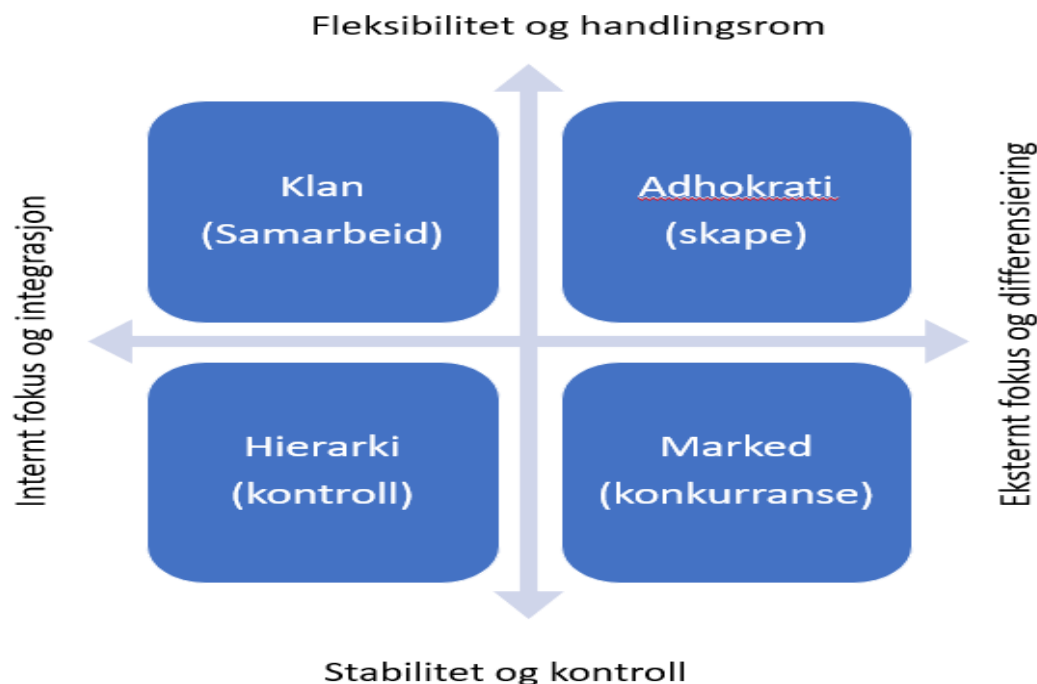 Fleksibilitet og handlingsrom
Klan
(Samarbeid)
Adhokrati
(skape)
Internt fokus og integrasjon
Eksternt fokus og differensiering
Hierarki
(kontroll)
Marked
(konkurranse)
Stabilitet og kontroll